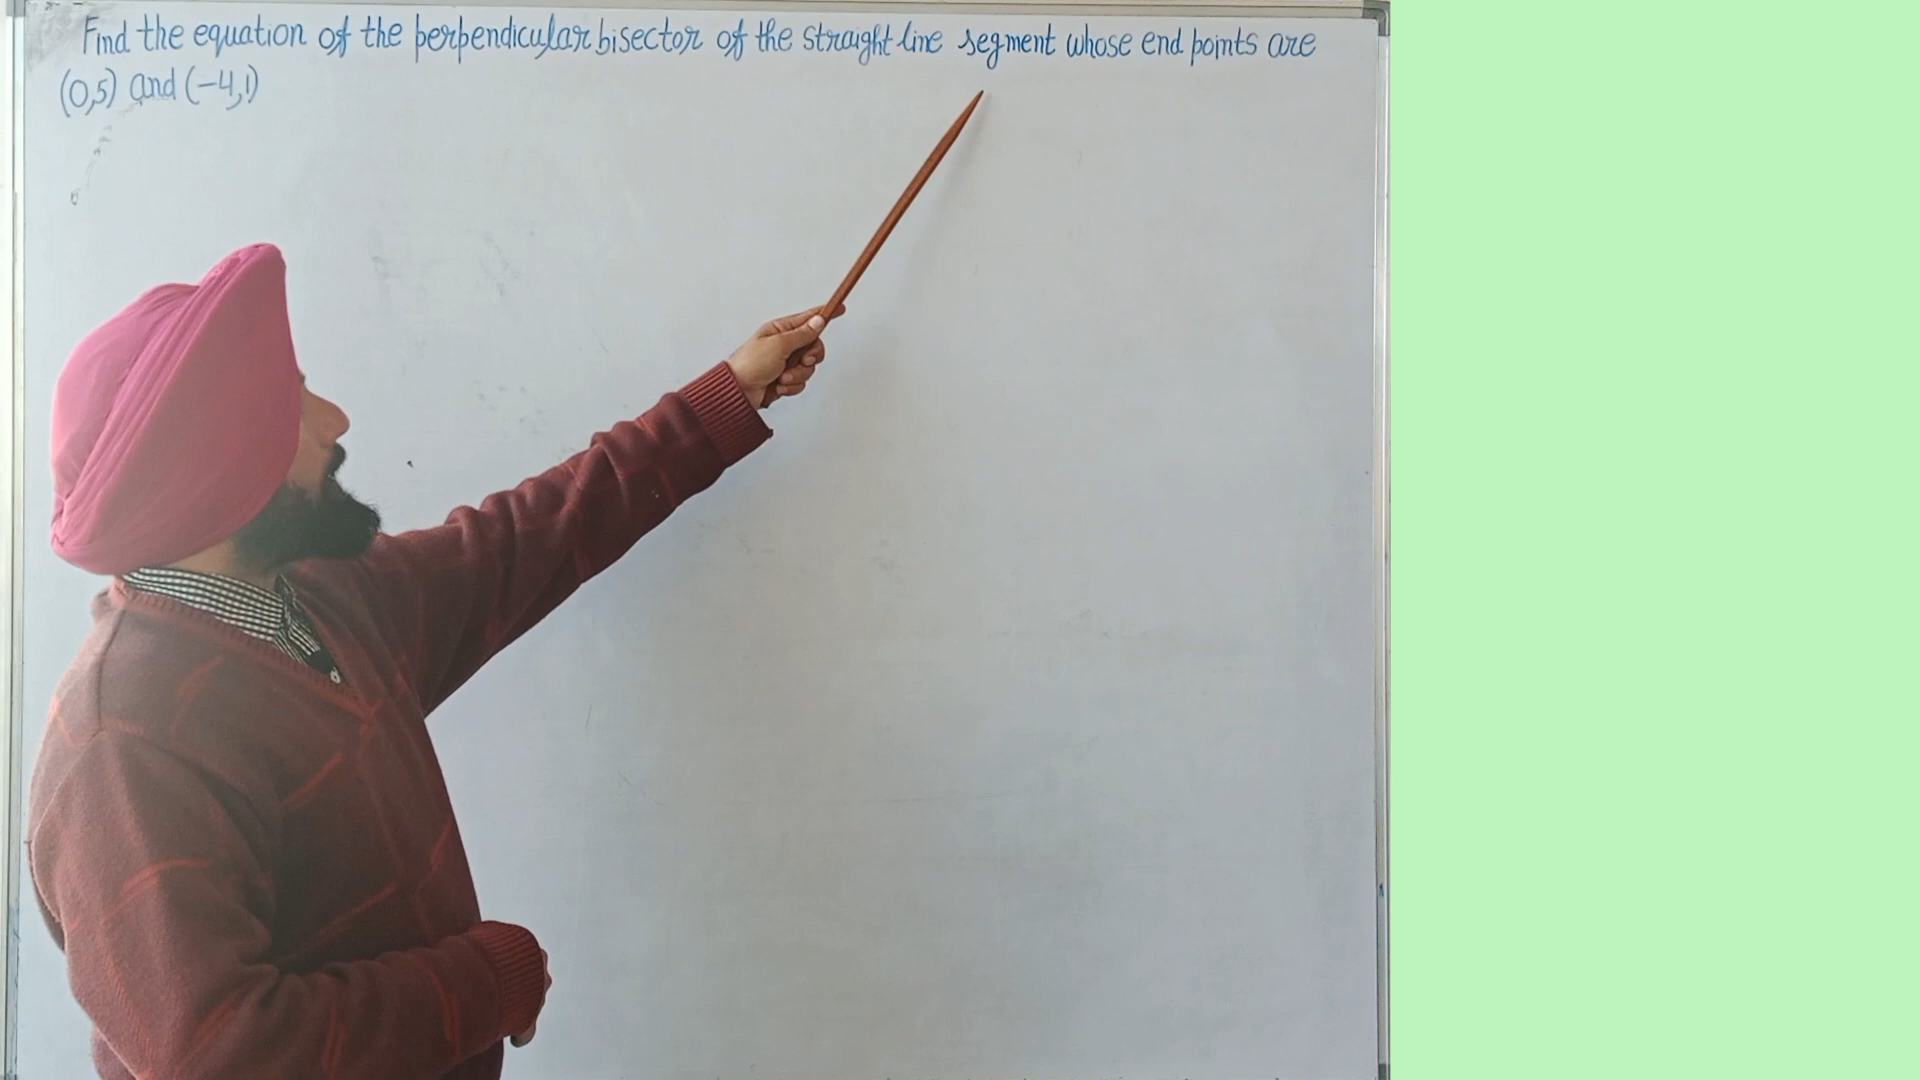 Find the equation of the perpendicular bisector of the straight line segment whose end points are
(0,5) and (-4,1)